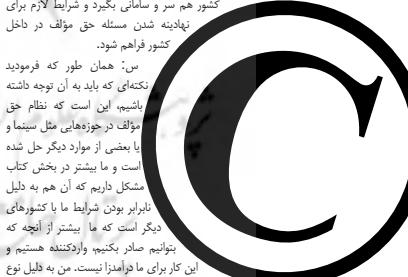 کشور هم سر و سامانی بگیرد و شرایط لازم برای
نهادینه شدن مسئله حق مؤلف در داخل
کشور فراهم شود.
س: همان طور که فرمودید
نکته‌ای که باید به آن توجه داشته
باشیم، این است که نظام حق
مؤلف در حوزه‌هایی مثل سینما و
یا بعضی از موارد دیگر حل شده
است و ما بیشتر در بخش کتاب
مشکل داریم که آن هم به دلیل
نابرابر بودن شرایط ما با کشورهای
دیگر است که ما بیشتر از آنچه که
بتوانیم صادر بکنیم، واردکننده هستیم و
این کار برای ما درآمدزا نیست. من به دلیل نوع
C